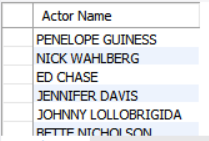 Actor Name
PENELOPE GUINESS
NICK WAHLBERG
ED CHASE
JENNIFER DAVIS
JOHNNY LOLLOBRIGIDA
BETTE NICHOLSON